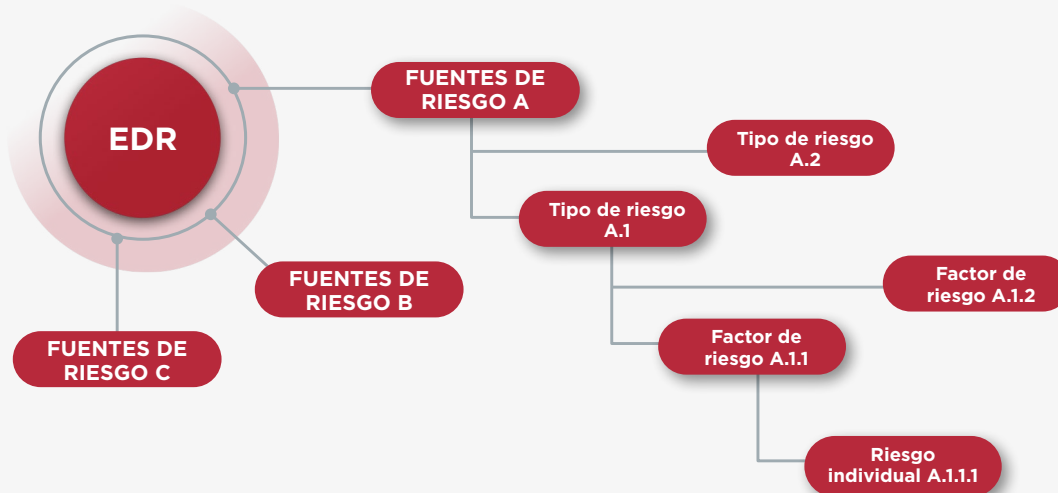 EDR
FUENTES DE
RIESGO A
Tipo de riesgo
A.2
Tipo de riesgo
A.1
FUENTES DE
RIESGO B
Factor de
riesgo A.1.2
FUENTES DE
RIESGO C
Factor de
riesgo A.1.1
Riesgo
individual A.1.1.1